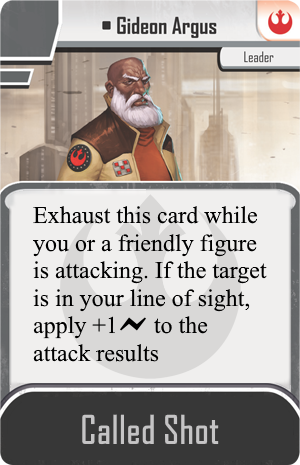 ▪ Gideon Argus
Leader
Exhaust this card while
you or a friendly figure
is attacking. If the target
is in your line of sight,
apply +1 to the
attack results
Called Shot